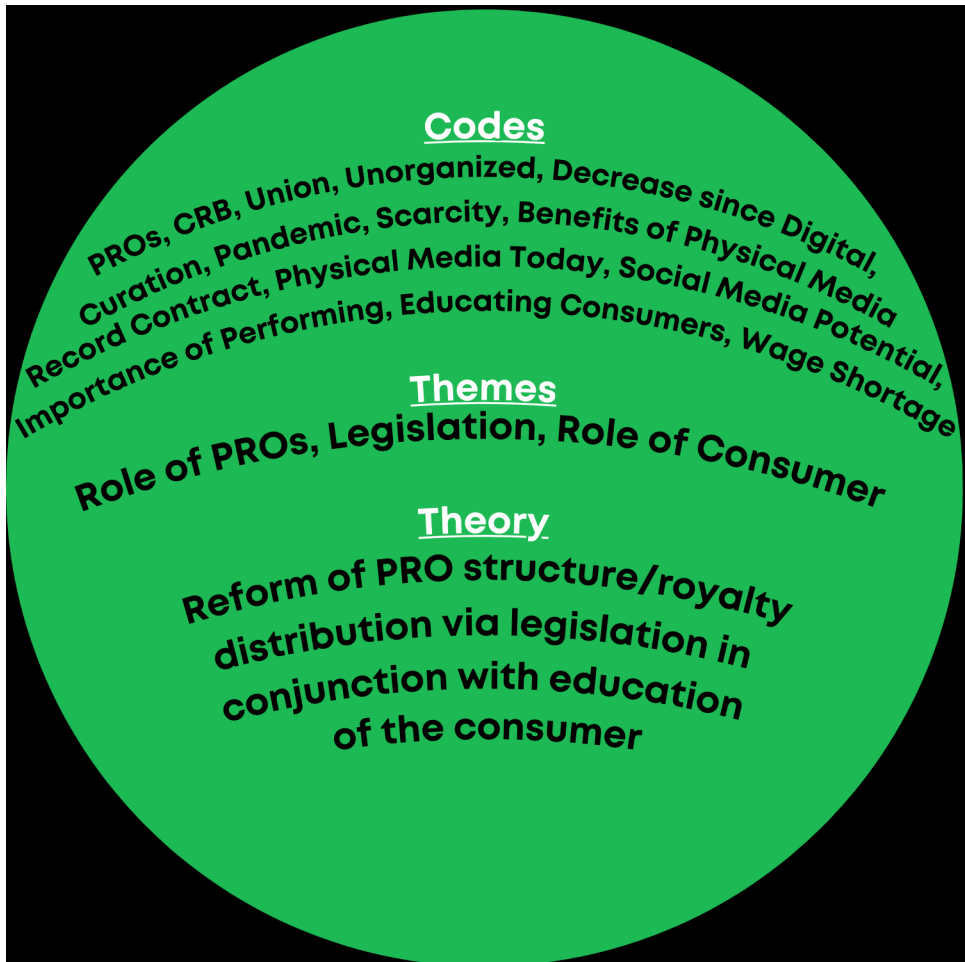 Codes
PROs, CRB, Union, Unorganized, Decrease since Digital,
Curation, Pandemic, Scarcity, Benefits of Physical Media
Record Contract, Physical Media Today, Social Media Potential,
Importance of Performing, Educating Consumers, Wage Shortage
Themes
Role of PROs, Legislation, Role of Consumer
Theory
Reform of PRO structure/royalty
distribution via legislation in
conjunction with education
of the consumer